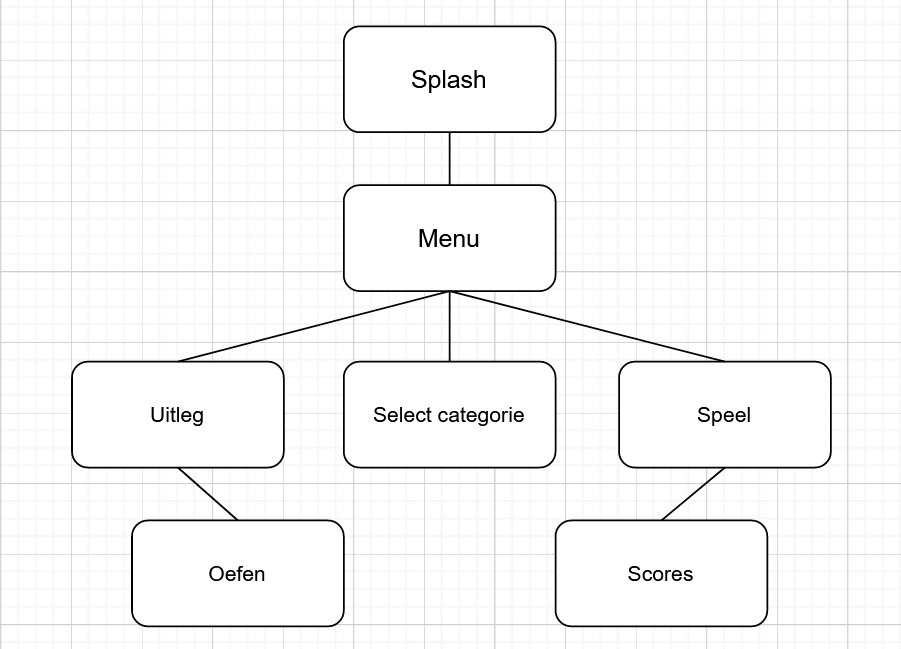 Splash
Menu
Uitleg
Select categorie
Speel
Oefen
Scores